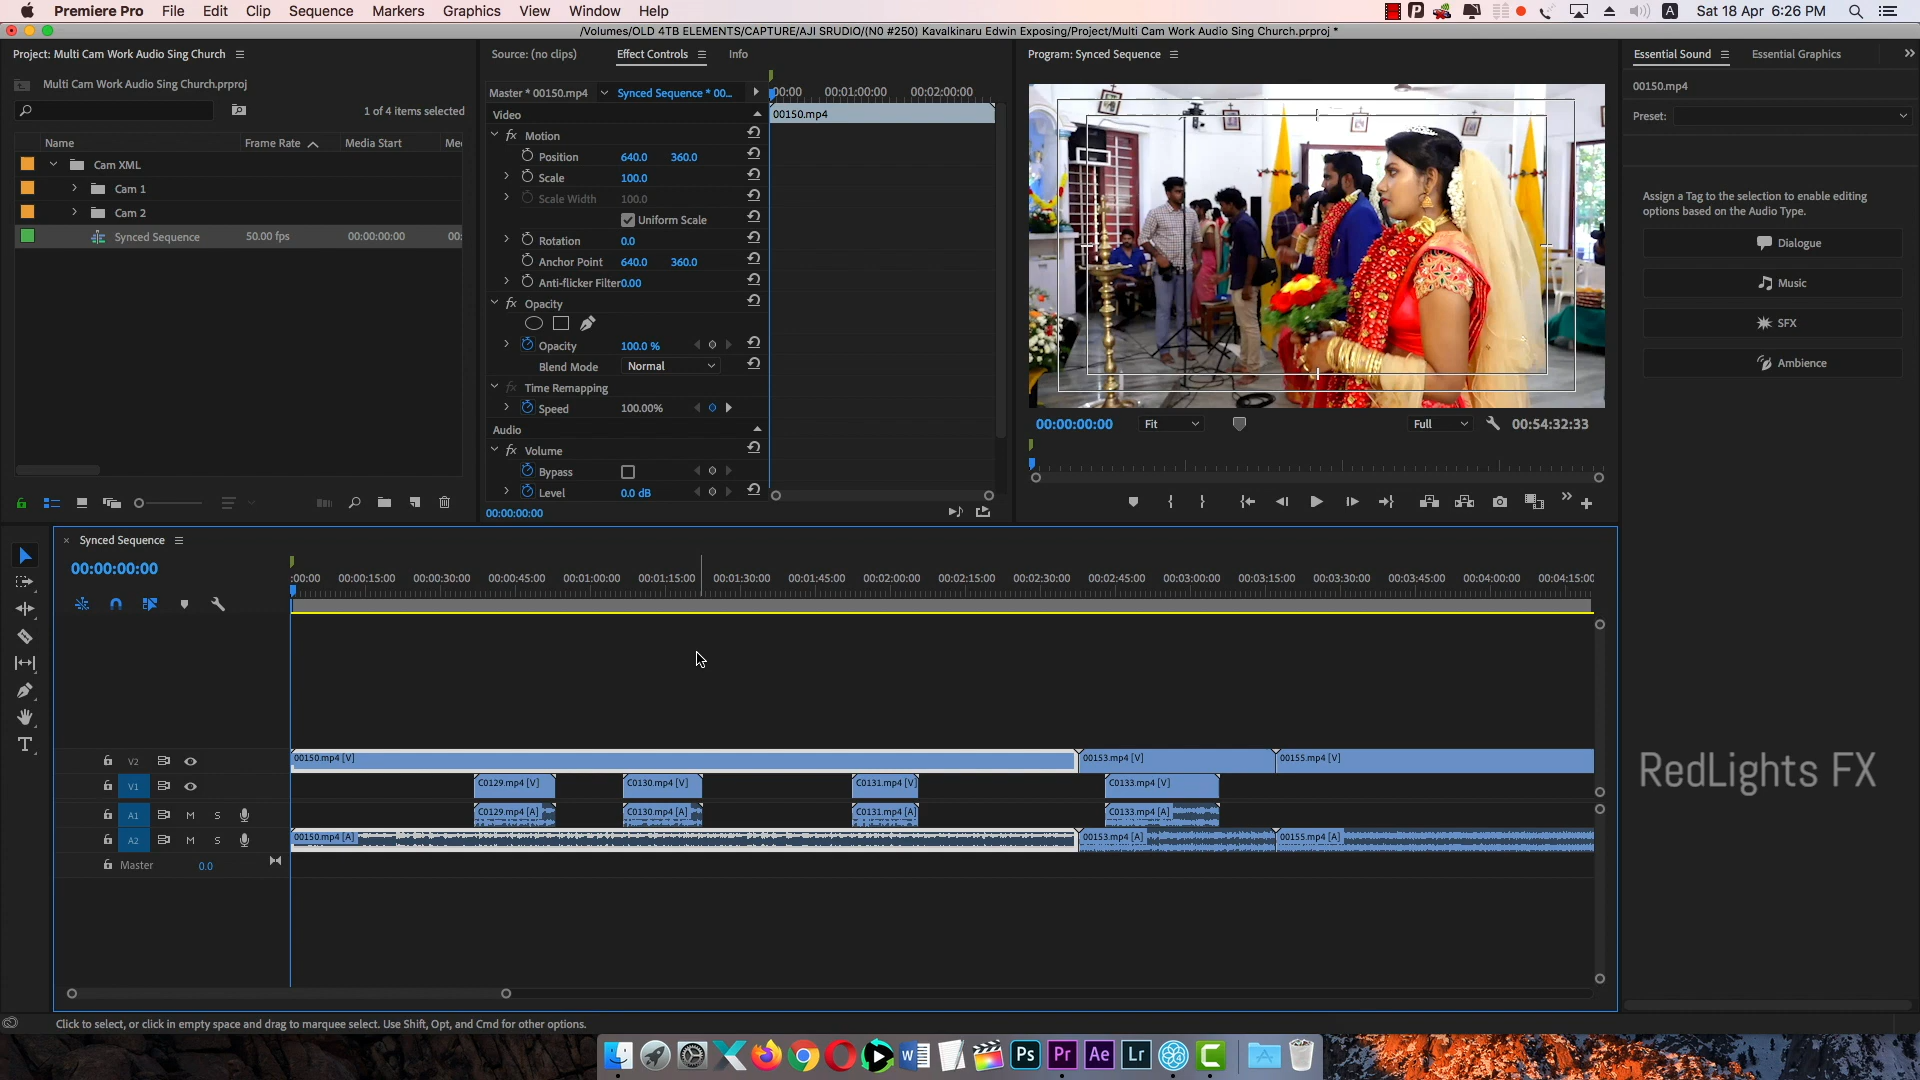 Premiere Pro File Edit Clip Sequence Markers Graphics View Window Help Sat 18 Apr 6:26 PM
/Volumes/OLD 4TB ELEMENTS/CAPTURE/AJI SRUDIO/(N0 #250) Kavalkinaru Edwin Exposing/Project/Multi Cam Work Audio Sing Church.prproj *
Project: Multi Cam Work Audio Sing Church
Multi Cam Work Audio Sing Church.prproj
1 of 4 items selected
Name Frame Rate Media Start
Cam XML
Cam 1
Cam 2
Synced Sequence 50.00 fps 00:00:00:00 00:
Source: (no clips) Effect Controls Info
Master * 00150.mp4 Synced Sequence * 00... 00:00 00:01:00:00 00:02:00:00
Video 00150.mp4
fx Motion
Position 640.0 360.0
Scale 100.0
Scale Width 100.0
Uniform Scale
Rotation 0.0
Anchor Point 640.0 360.0
Anti-flicker Filter 0.00
fx Opacity
Opacity 100.0 %
Blend Mode Normal
fx Time Remapping
Speed 100.00%
Audio
fx Volume
Bypass
Level 0.0 dB
00:00:00:00
Program: Synced Sequence
00:00:00:00 Fit Full 00:54:32:33
Essential Sound Essential Graphics
00150.mp4
Preset:
Assign a Tag to the selection to enable editing
options based on the Audio Type.
Dialogue
Music
SFX
Ambience
Synced Sequence
00:00:00:00
:00:00 00:00:15:00 00:00:30:00 00:00:45:00 00:01:00:00 00:01:15:00 00:01:30:00 00:01:45:00 00:02:00:00 00:02:15:00 00:02:30:00 00:02:45:00 00:03:00:00 00:03:15:00 00:03:30:00 00:03:45:00 00:04:00:00 00:04:15:00
V2 00150.mp4 [V] 00153.mp4 [V] 00155.mp4 [V]
V1 C0129.mp4 [V] C0130.mp4 [V] C0131.mp4 [V] C0133.mp4 [V]
A1 M S C0129.mp4 [A] C0130.mp4 [A] C0131.mp4 [A] C0133.mp4 [A]
A2 M S 00150.mp4 [A] 00153.mp4 [A] 00155.mp4 [A]
Master 0.0
RedLights FX
Click to select, or click in empty space and drag to marquee select. Use Shift, Opt, and Cmd for other options.
W Ps Pr Ae Lr C